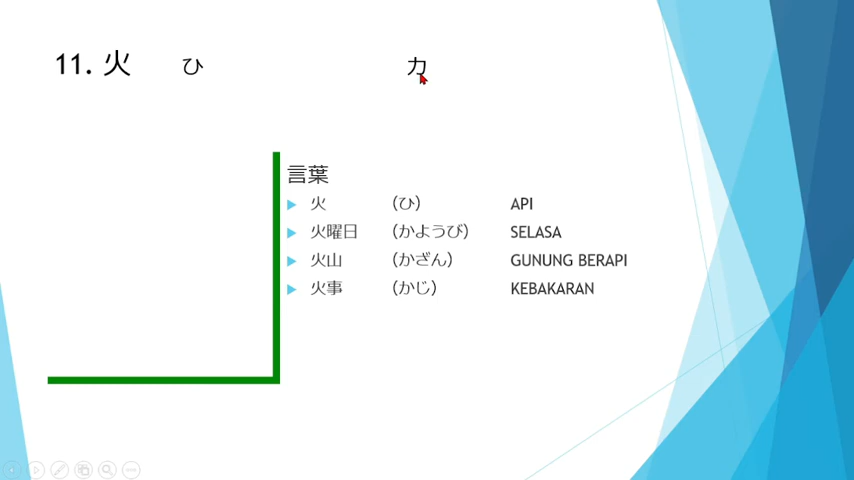 11. 火 ひ カ
言葉
火 (ひ) API
火曜日 (かようび) SELASA
火山 (かざん) GUNUNG BERAPI
火事 (かじ) KEBAKARAN